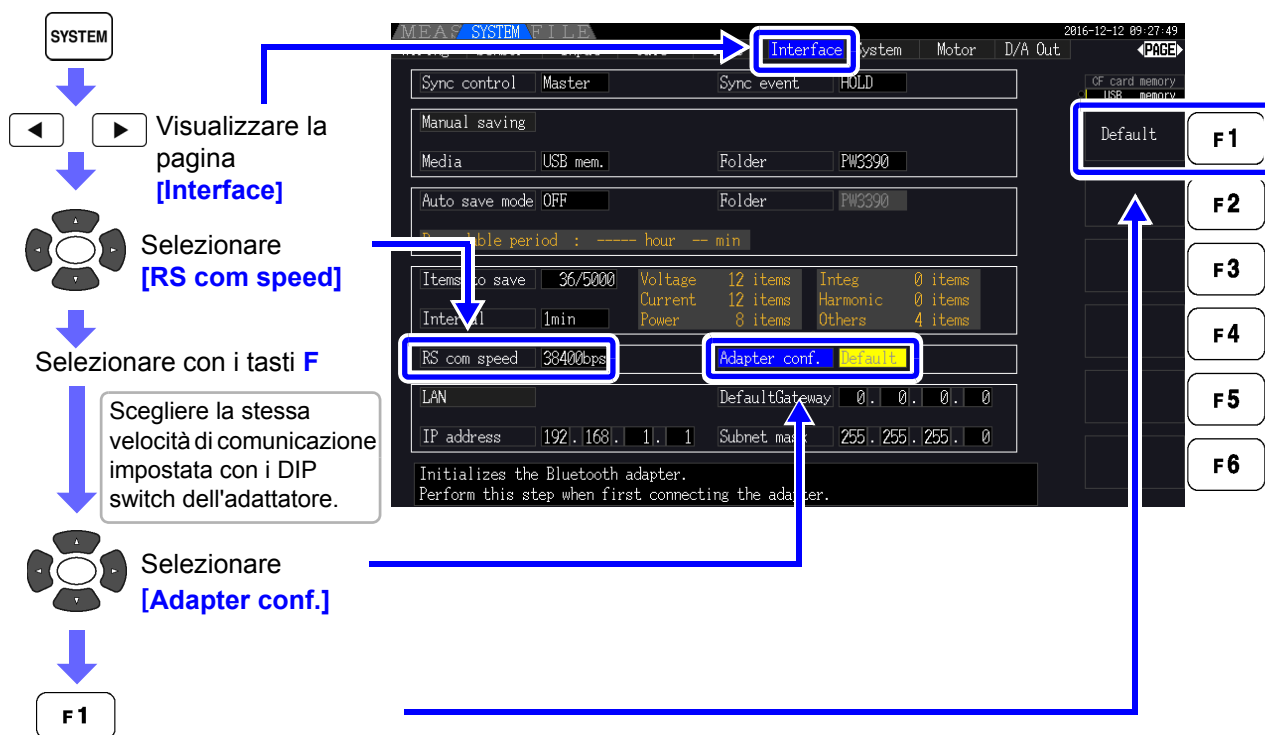 SYSTEM
Visualizzare la
pagina
[Interface]
Selezionare
[RS com speed]
Selezionare con i tasti F
Scegliere la stessa
velocità di comunicazione
impostata con i DIP
switch dell'adattatore.
Selezionare
[Adapter conf.]
F1
MEAS SYSTEM FILE
2016-12-12 09:27:49
Interface System Motor D/A Out PAGE
Sync control Master Sync event HOLD
CF card memory
USB memory
Manual saving
Media USB mem. Folder PW3390
Auto save mode OFF Folder PW3390
period : ----- hour -- min
Items to save 36/5000 Voltage 12 items Integ 0 items
Current 12 items Harmonic 0 items
Interval 1min Power 8 items Others 4 items
RS com speed 38400bps Adapter conf. Default
LAN DefaultGateway 0. 0. 0. 0
IP address 192.168. 1. 1 Subnet mask 255.255.255. 0
Initializes the Bluetooth adapter.
Perform this step when first connecting the adapter.
Default
F1
F2
F3
F4
F5
F6